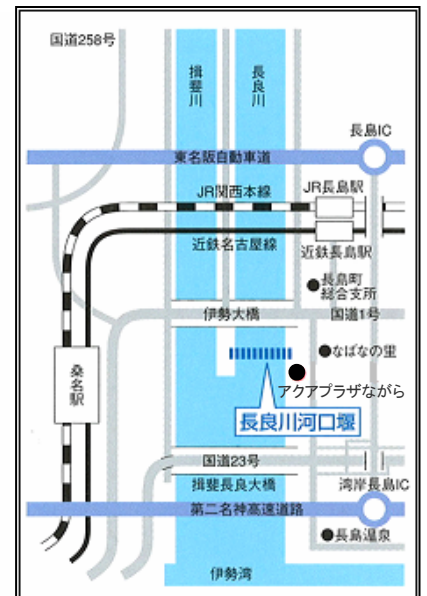 国道258号
揖斐川
長良川
長島IC
東名阪自動車道
JR関西本線
JR長島駅
近鉄名古屋線
近鉄長島駅
長島町
総合支所
伊勢大橋
国道1号
なばなの里
桑名駅
アクアプラザながら
長良川河口堰
国道23号
揖斐長良大橋
湾岸長島IC
第二名神高速道路
長島温泉
伊勢湾